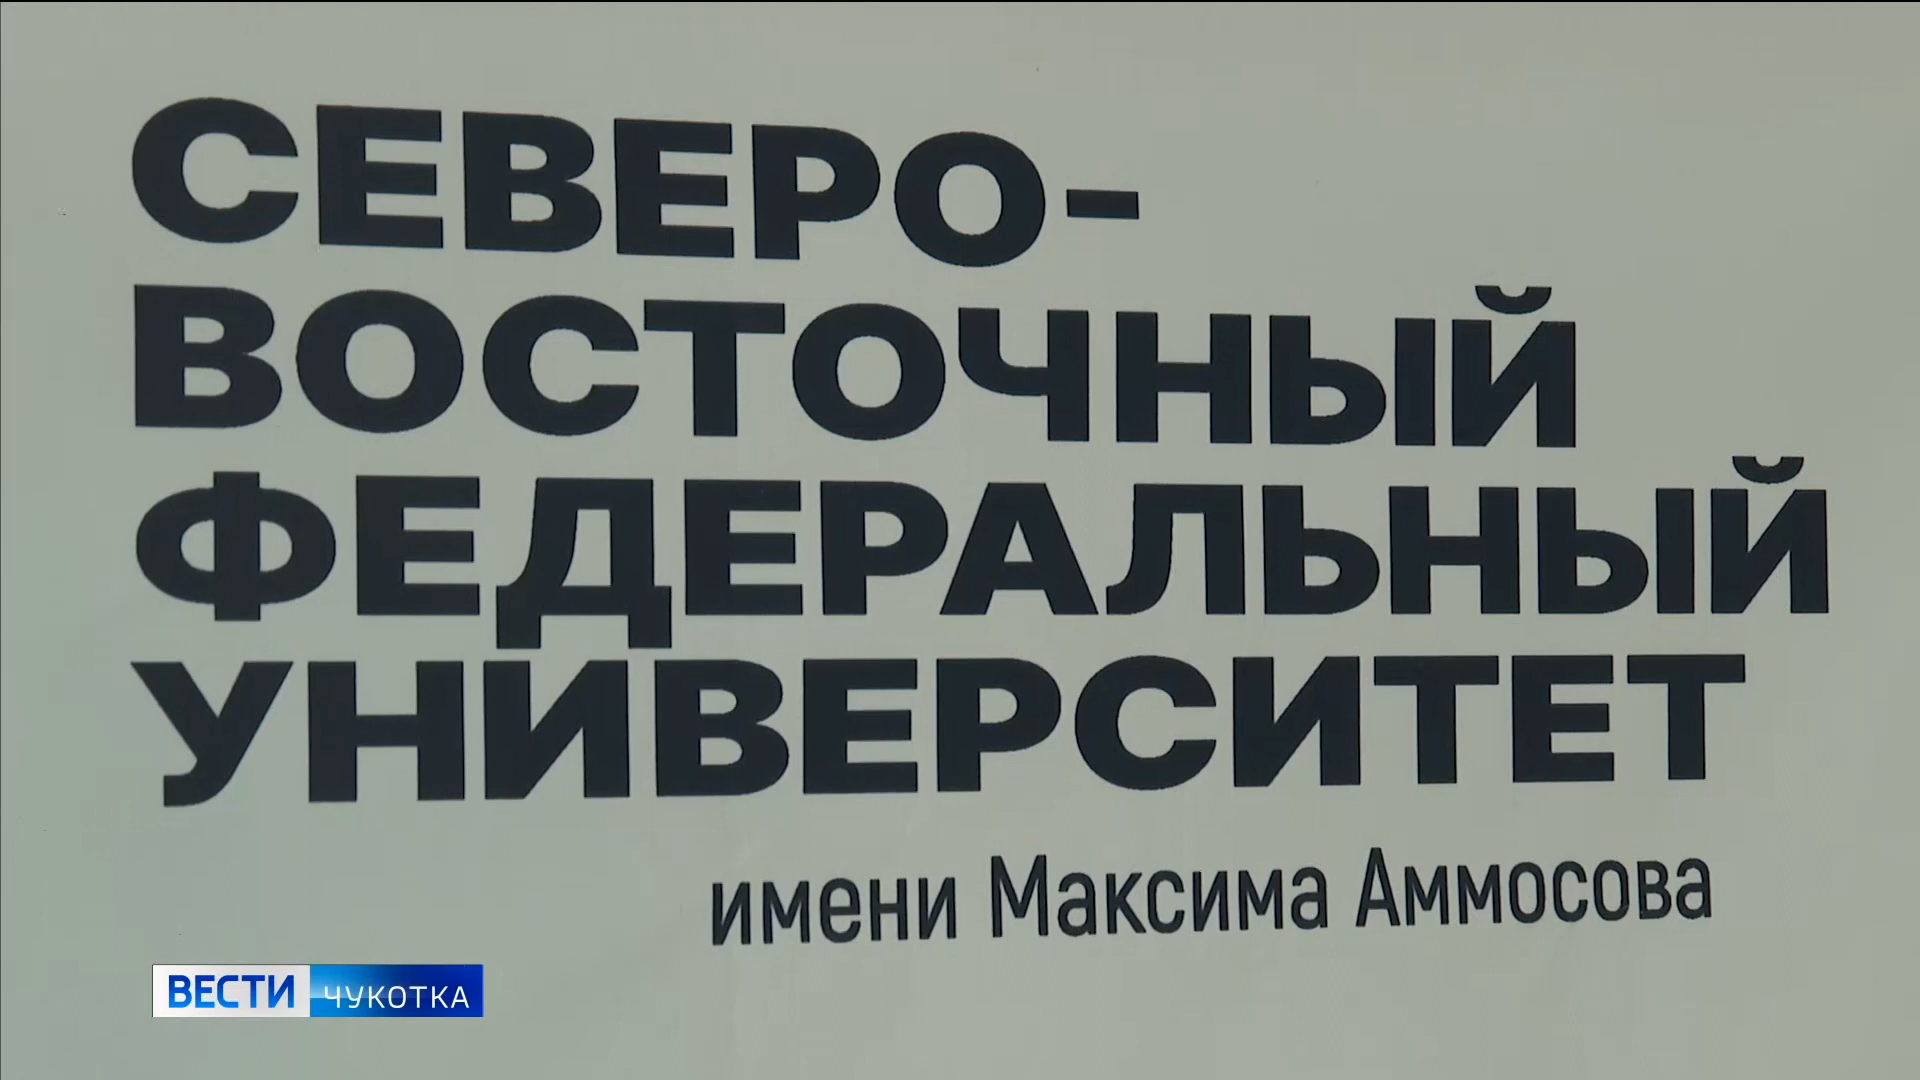 СЕВЕРО-
ВОСТОЧНЫЙ
ФЕДЕРАЛЬНЫЙ
УНИВЕРСИТЕТ
имени Максима Аммосова
ВЕСТИ ЧУКОТКА